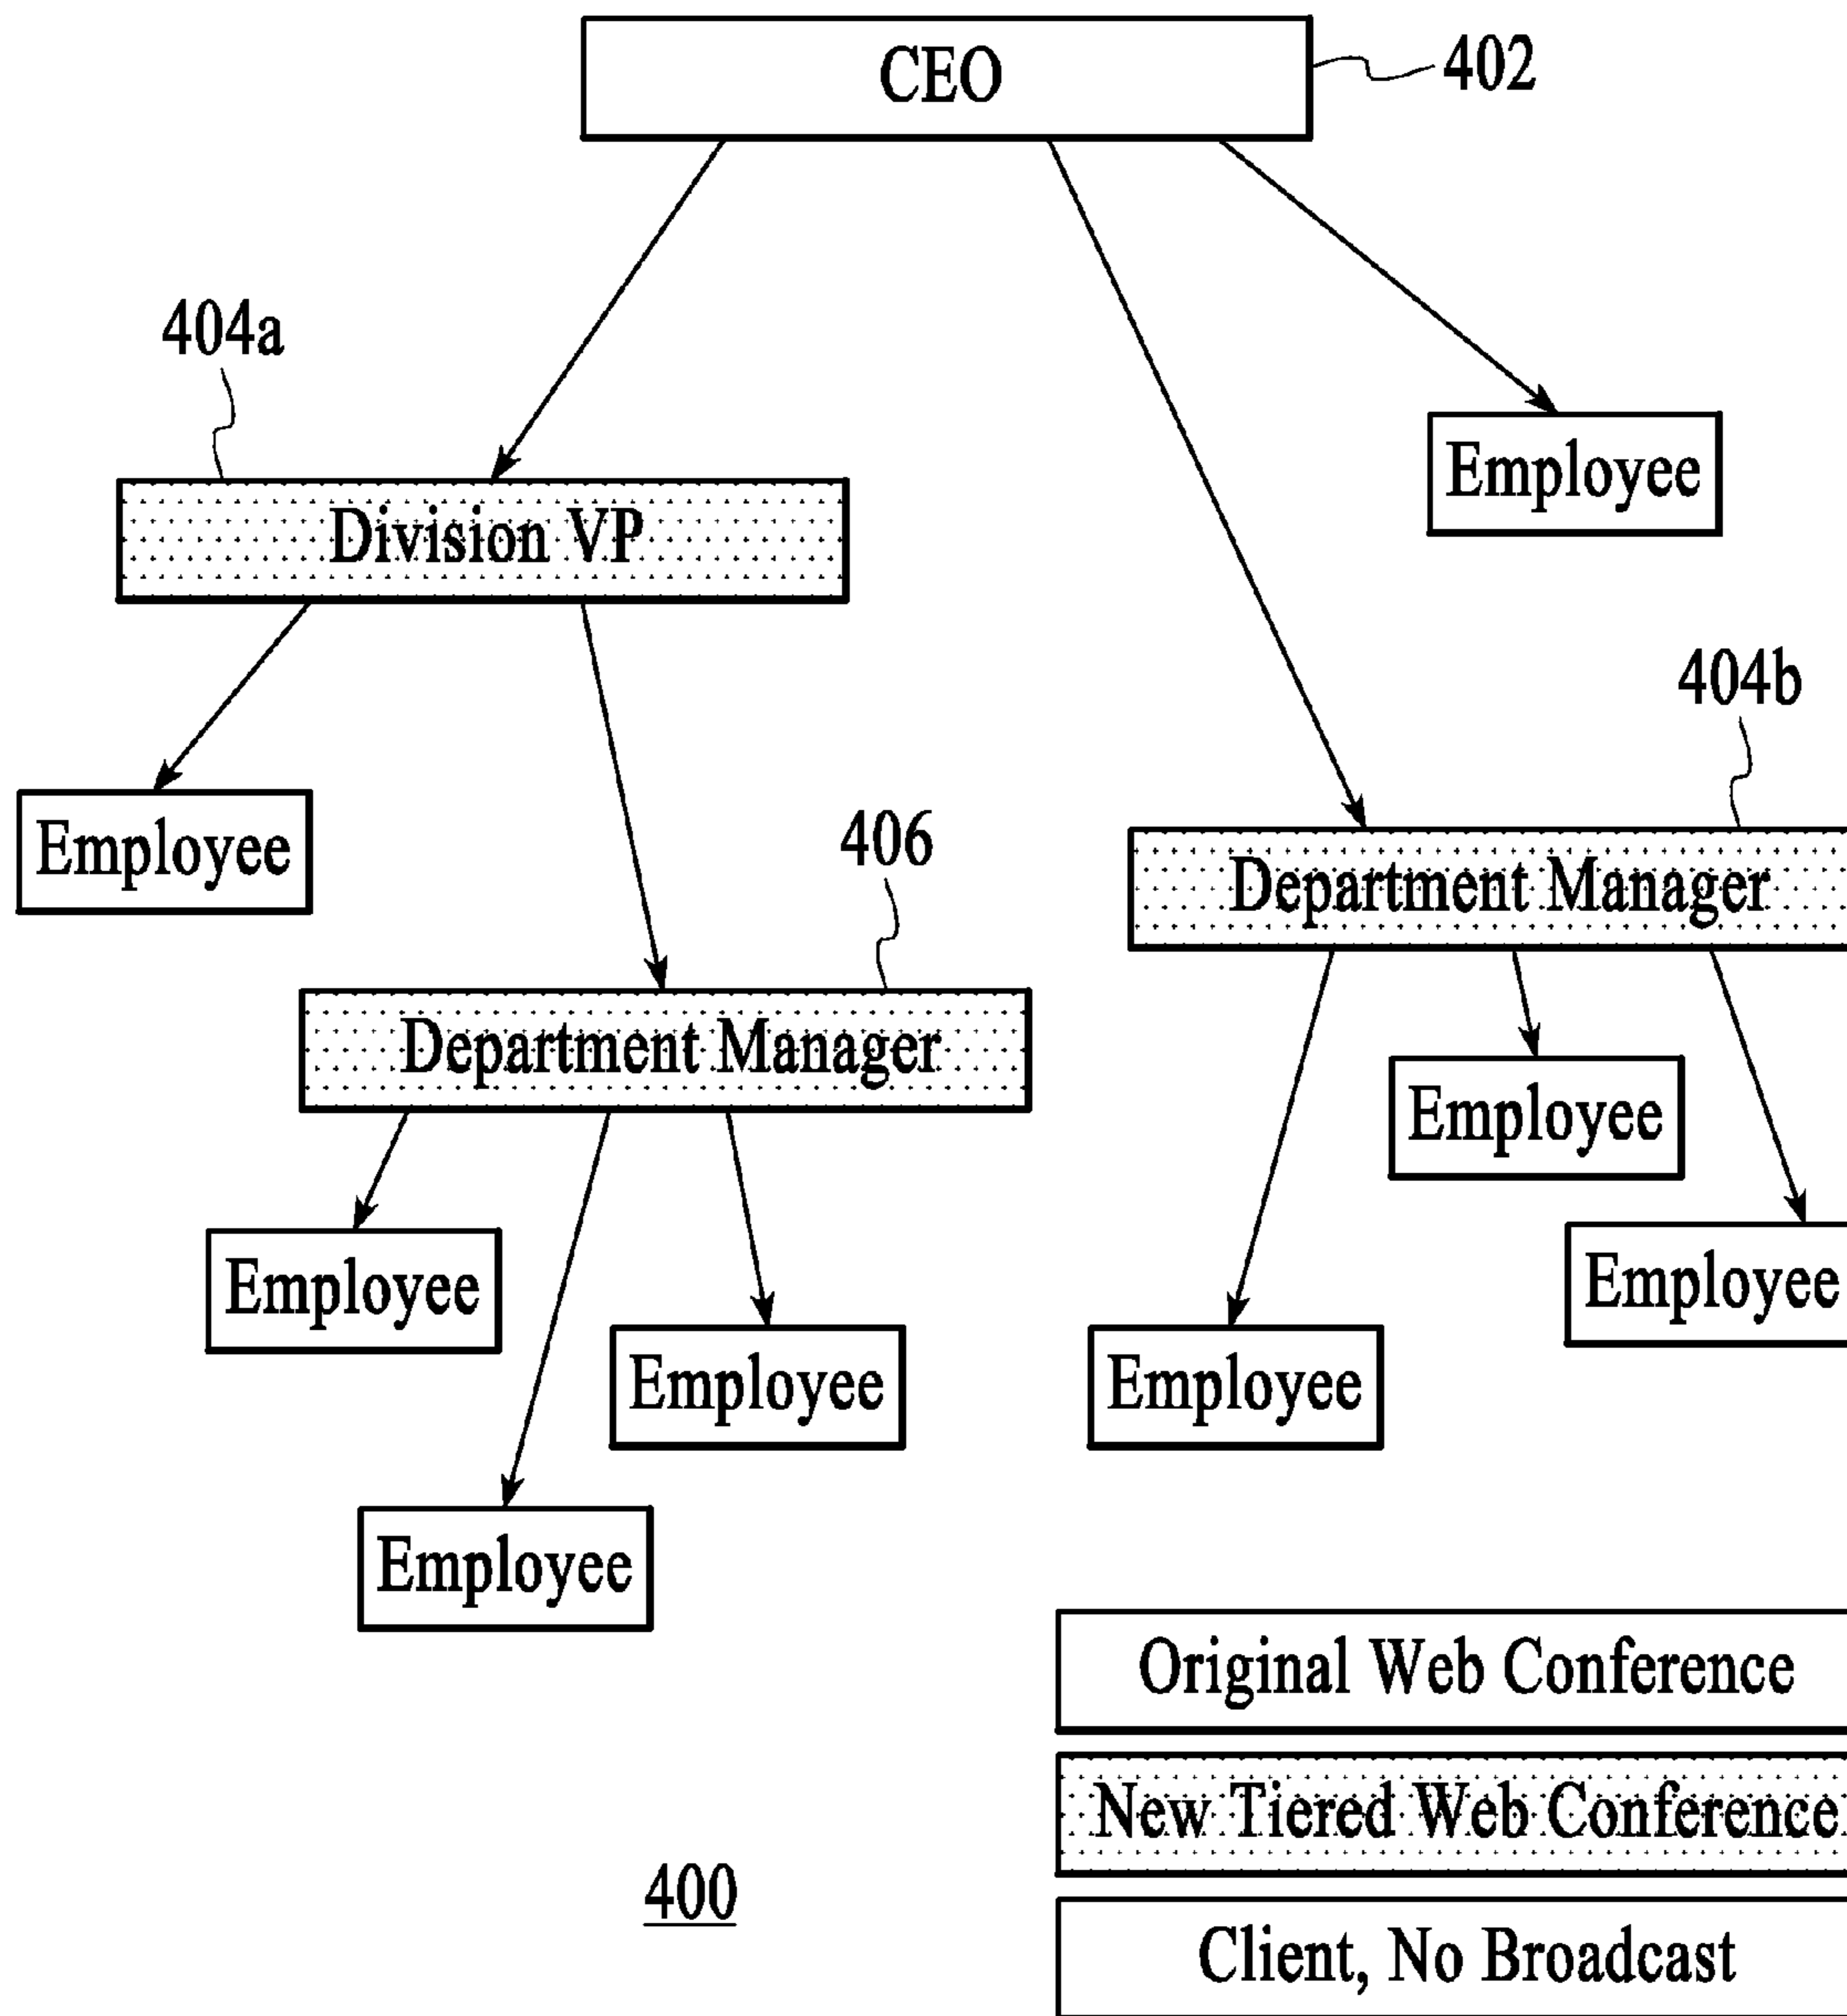 CEO
402
404a
Employee
Division VP
404b
Employee
406
Department Manager
Department Manager
Employee
Employee
Employee
Employee
Employee
Employee
Original Web Conference
New Tiered Web Conference
400
Client, No Broadcast